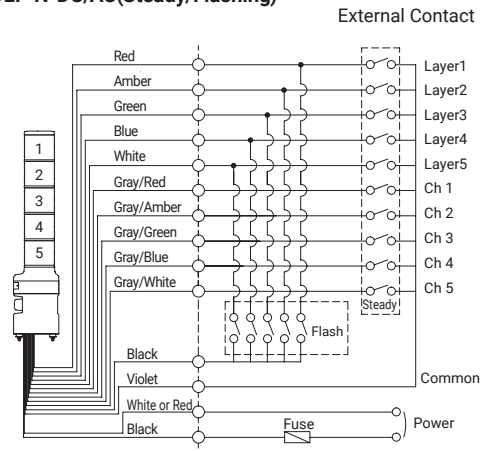 DC/AC(Steady/Flashing)
External Contact
Red
Layer1
Amber
Layer2
Green
Layer3
Blue
Layer4
White
Layer5
Gray/Red
Ch 1
Gray/Amber
Ch 2
Gray/Green
Ch 3
Gray/Blue
Ch 4
Gray/White
Ch 5
1
2
3
4
5
Steady
Flash
Black
Violet
Common
White or Red
Power
Black
Fuse